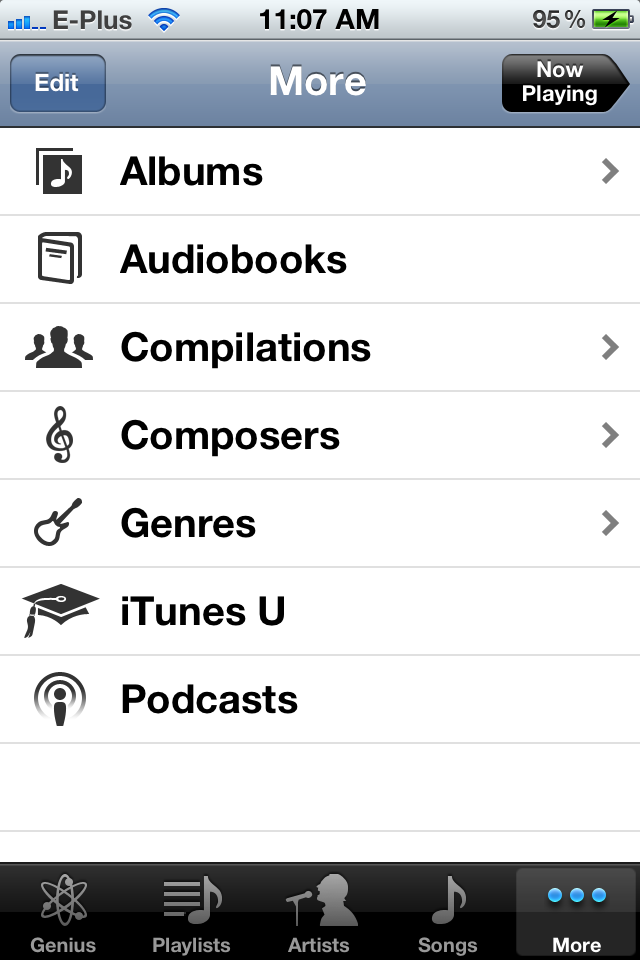 E-Plus 11:07 AM 95 %
Edit
More
Now
Playing
Albums
Audiobooks
Compilations
Composers
Genres
iTunes U
Podcasts
Genius
Playlists
Artists
Songs
More